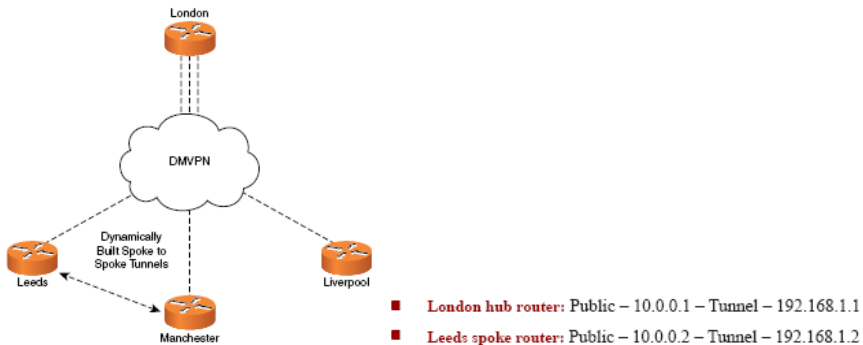 London
DMVPN
Dynamically
Built Spoke to
Spoke Tunnels
Leeds
Liverpool
Manchester
London hub router: Public – 10.0.0.1 – Tunnel – 192.168.1.1
Leeds spoke router: Public – 10.0.0.2 – Tunnel – 192.168.1.2